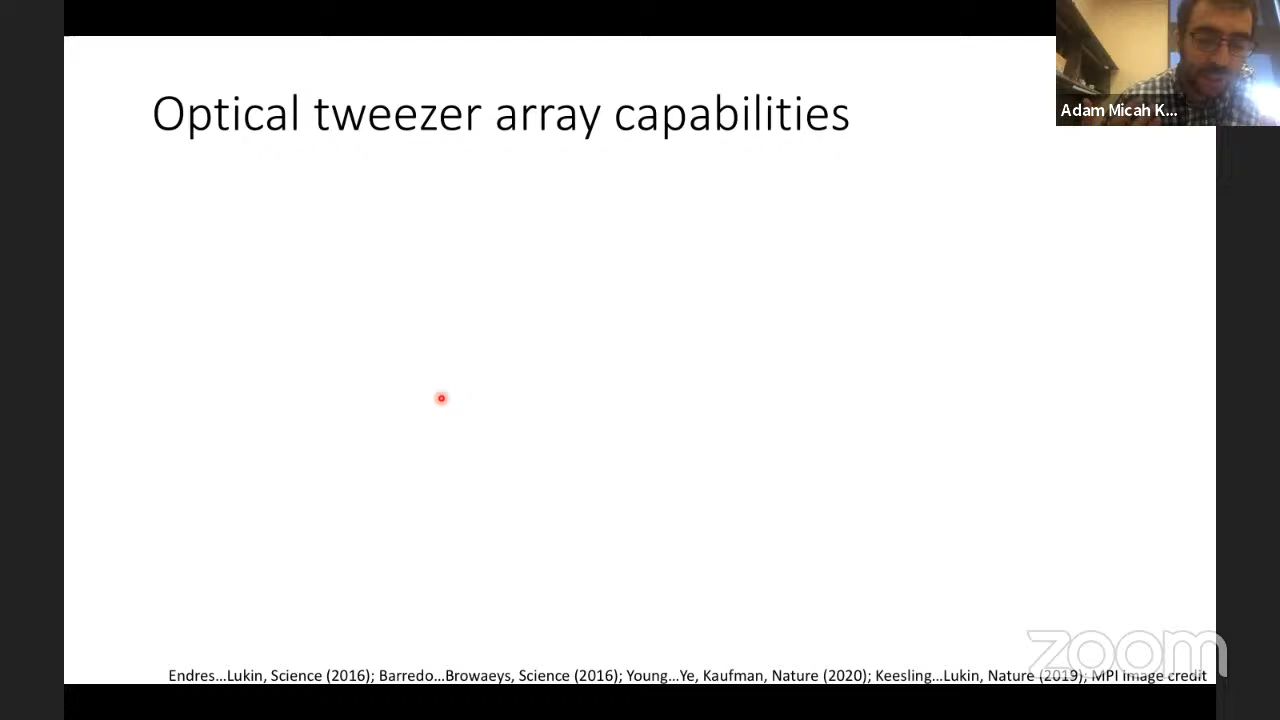 Optical tweezer array capabilities
Adam Micah K...
zoom
Endres...Lukin, Science (2016); Barredo...Browaeys, Science (2016); Young...Ye, Kaufman, Nature (2020); Keesling...Lukin, Nature (2019); MPI image credit